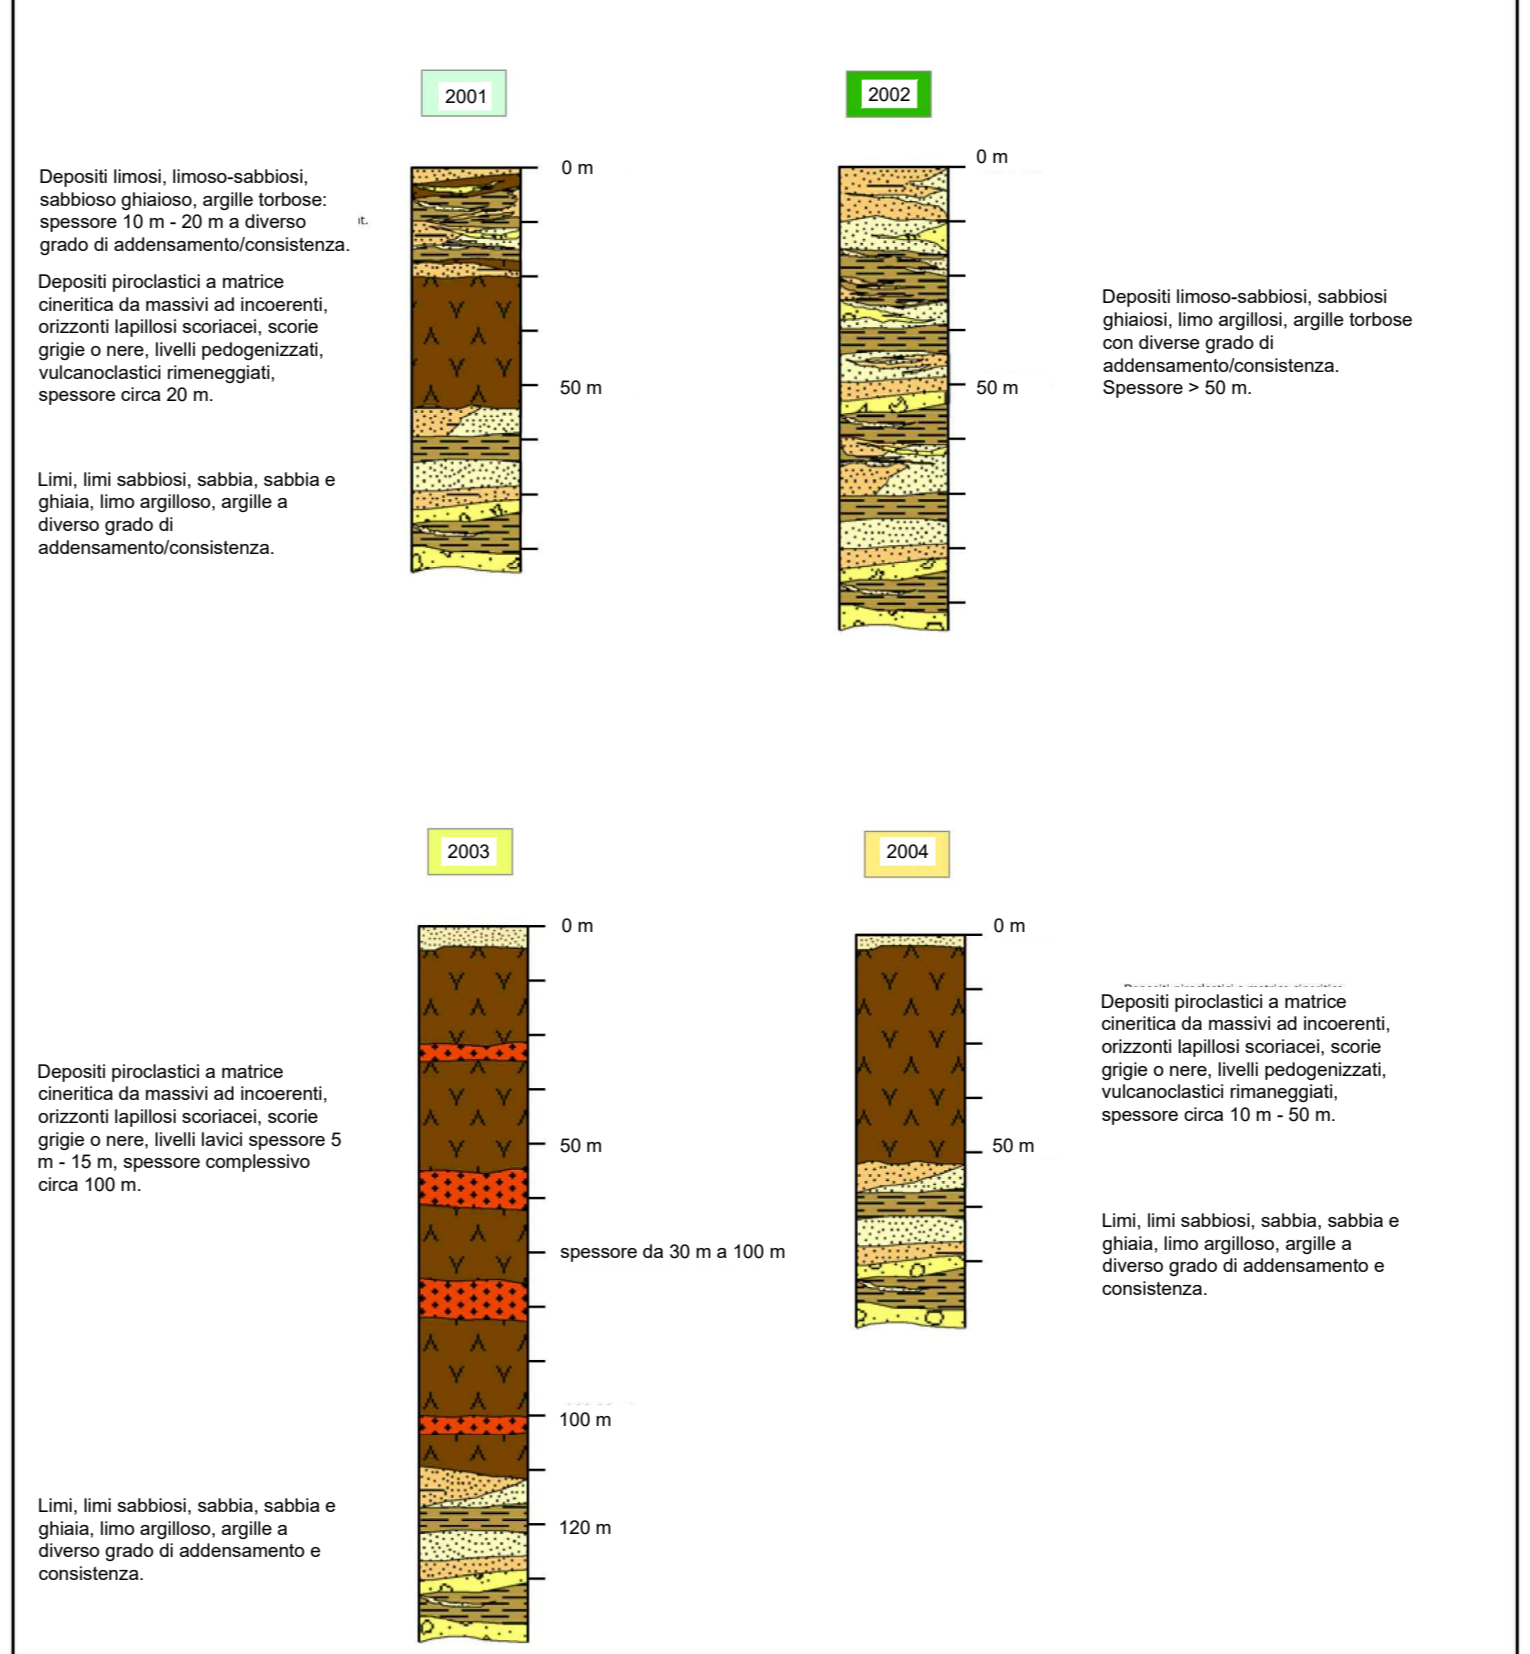 2001
Depositi limosi, limoso-sabbiosi,
sabbioso ghiaioso, argille torbose:
spessore 10 m - 20 m a diverso
grado di addensamento/consistenza.
Depositi piroclastici a matrice
cineritica da massivi ad incoerenti,
orizzonti lapillosi scoriacei, scorie
grigie o nere, livelli pedogenizzati,
vulcanoclastici rimeneggiati,
spessore circa 20 m.
Limi, limi sabbiosi, sabbia, sabbia e
ghiaia, limo argilloso, argille a
diverso grado di
addensamento/consistenza.
0 m
50 m
2002
0 m
50 m
Depositi limoso-sabbiosi, sabbiosi
ghiaiosi, limo argillosi, argille torbose
con diverse grado di
addensamento/consistenza.
Spessore > 50 m.
2003
Depositi piroclastici a matrice
cineritica da massivi ad incoerenti,
orizzonti lapillosi scoriacei, scorie
grigie o nere, livelli lavici spessore 5
m - 15 m, spessore complessivo
circa 100 m.
Limi, limi sabbiosi, sabbia, sabbia e
ghiaia, limo argilloso, argille a
diverso grado di addensamento e
consistenza.
0 m
50 m
spessore da 30 m a 100 m
100 m
120 m
2004
0 m
50 m
Depositi piroclastici a matrice
cineritica da massivi ad incoerenti,
orizzonti lapillosi scoriacei, scorie
grigie o nere, livelli pedogenizzati,
vulcanoclastici rimaneggiati,
spessore circa 10 m - 50 m.
Limi, limi sabbiosi, sabbia, sabbia e
ghiaia, limo argilloso, argille a
diverso grado di addensamento e
consistenza.